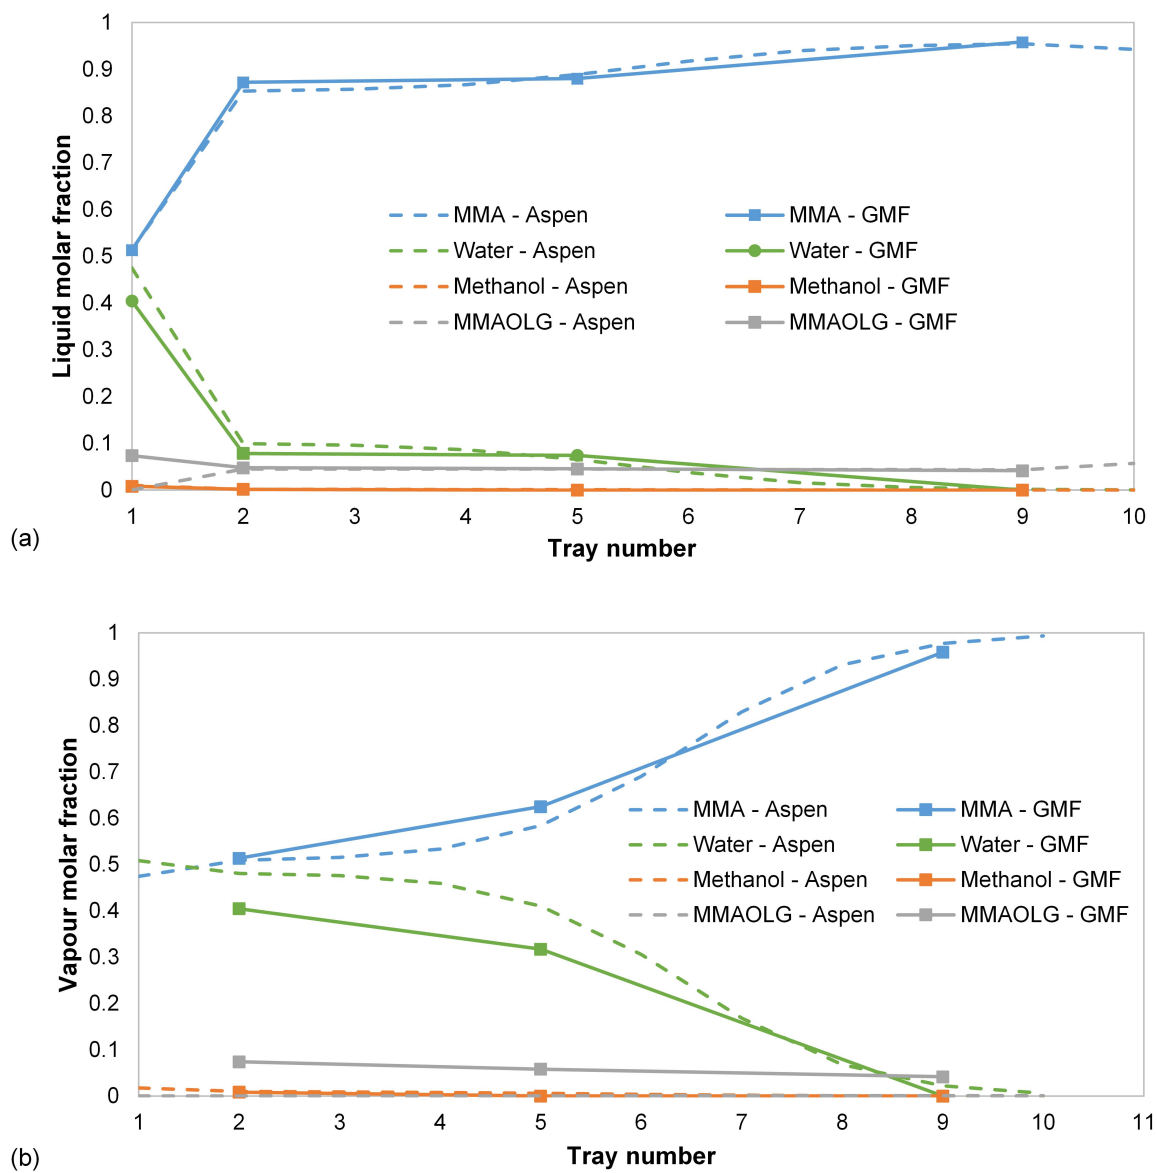 1
0.9
0.8
0.7
0.6
0.5
0.4
0.3
0.2
0.1
0
Liquid molar fraction
MMA - Aspen MMA - GMF
Water - Aspen Water - GMF
Methanol - Aspen Methanol - GMF
MMAOLG - Aspen MMAOLG - GMF
1 2 3 4 5 6 7 8 9 10
(a)
Tray number
1
0.9
0.8
0.7
0.6
0.5
0.4
0.3
0.2
0.1
0
Vapour molar fraction
MMA - Aspen MMA - GMF
Water - Aspen Water - GMF
Methanol - Aspen Methanol - GMF
MMAOLG - Aspen MMAOLG - GMF
1 2 3 4 5 6 7 8 9 10 11
(b)
Tray number